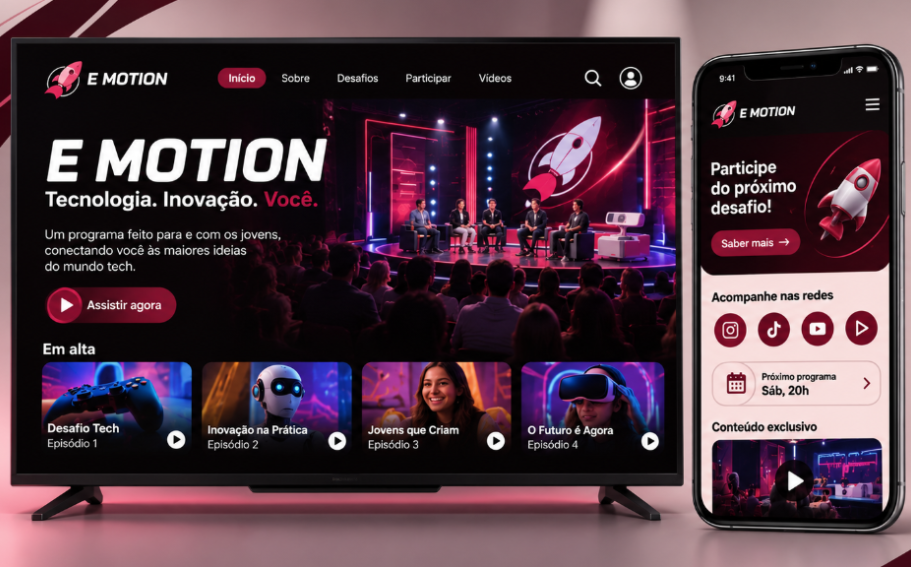 E MOTION
Início
Sobre
Desafios
Participar
Vídeos
E MOTION
Tecnologia. Inovação. Você.
Um programa feito para e com os jovens,
conectando você às maiores ideias
do mundo tech.
Assistir agora
Em alta
Desafio Tech
Episódio 1
Inovação na Prática
Episódio 2
Jovens que Criam
Episódio 3
O Futuro é Agora
Episódio 4
9:41
E MOTION
Participe
do próximo
desafio!
Saber mais →
Acompanhe nas redes
Próximo programa
Sáb, 20h
Conteúdo exclusivo